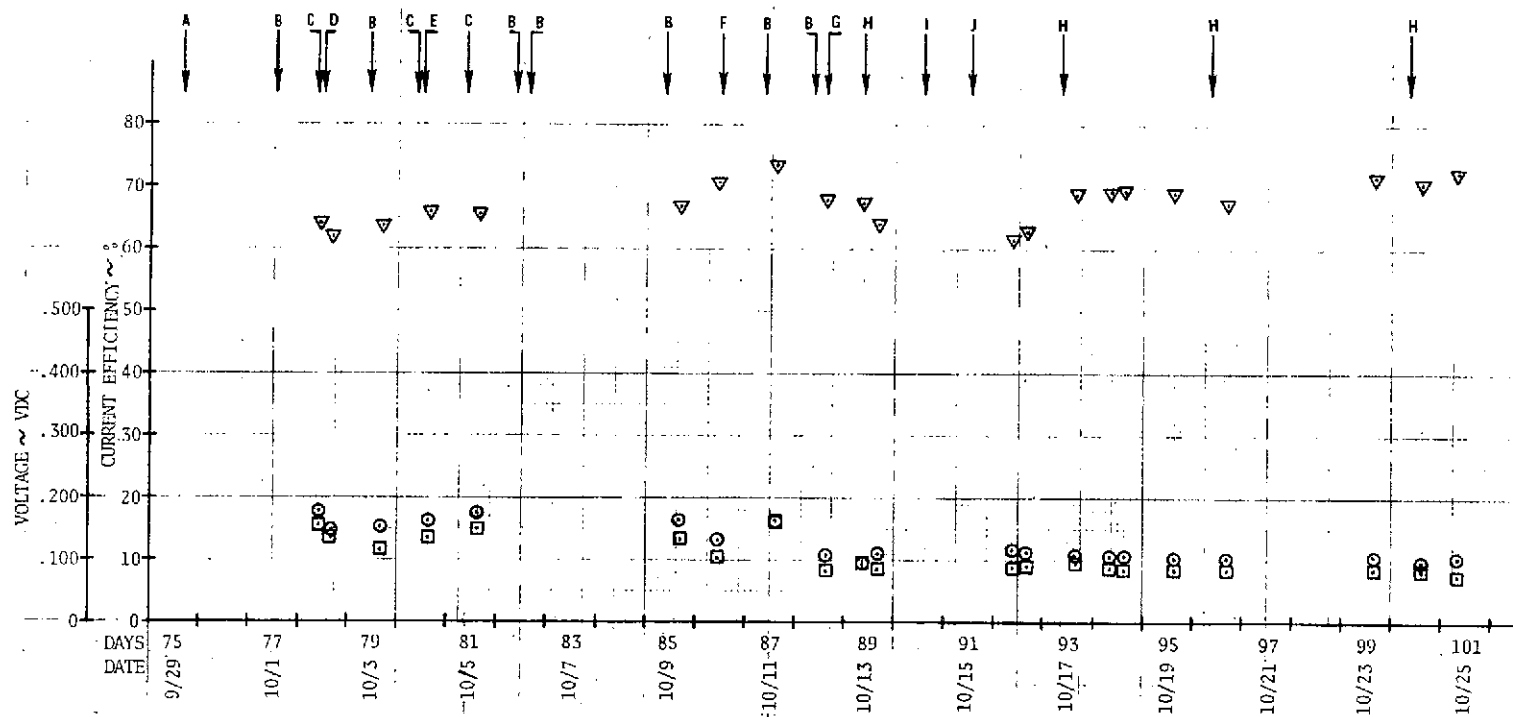 A B C D B C E C B B B F B B G H I J H H H
80
70
60
.500 50
.400 40
.300 30
.200 20
.100 10
0 0
VOLTAGE ~ VDC
CURRENT EFFICIENCY ~ %
DAYS 75 77 79 81 83 85 87 89 91 93 95 97 99 101
DATE 9/29 10/1 10/3 10/5 10/7 10/9 10/11 10/13 10/15 10/17 10/19 10/21 10/23 10/25